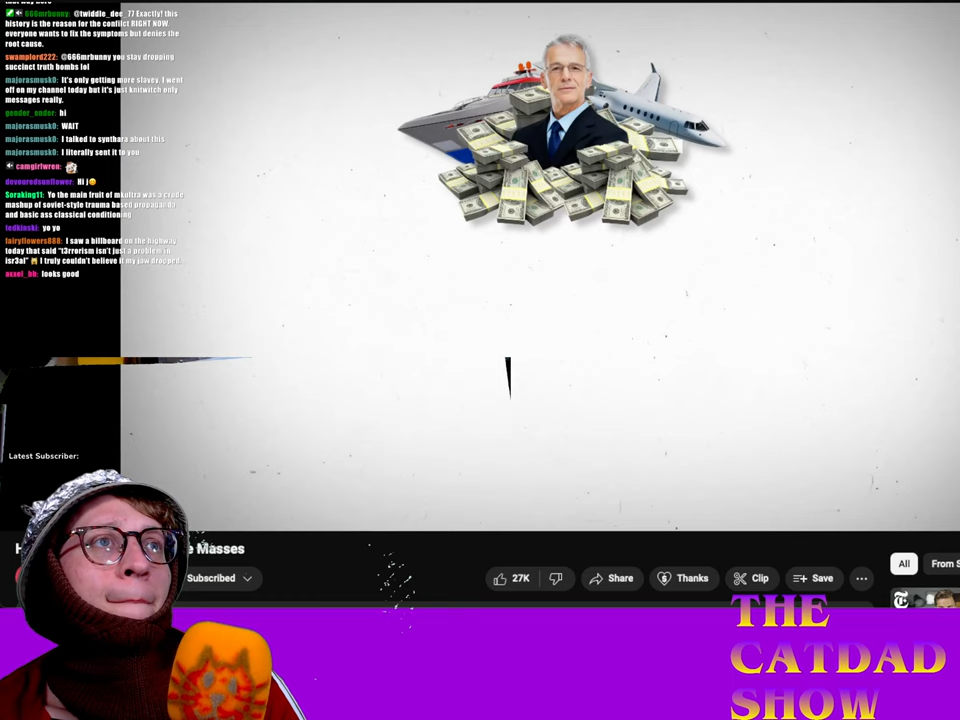 666mrbunny: @twiddle_dee_77 Exactly! this
history is the reason for the conflict RIGHT NOW.
everyone wants to fix the symptoms but denies the
root cause.
swamplord222: @666mrbunny you stay dropping
succinct truth bombs lol
majorasmusk0: It's only getting more slavey. I went
off on my channel today but it's just knitwitch only
messages really.
gender_ender: hi
majorasmusk0: WAIT
majorasmusk0: I talked to synthara about this
majorasmusk0: I literally sent it to you
camgirlwren:
devouredsunflower: Hi j
Soraking11: Yo the main fruit of mkultra was a crude
mashup of soviet-style trauma based propaganda
and basic ass classical conditioning
tedkinski: yo yo
fairyflowers888: I saw a billboard on the highway
today that said "t3rrorism isn't just a problem in
isr3al" I truly couldn't believe it my jaw dropped.
looks good
Latest Subscriber:
Masses
Subscribed
27K
Share
Thanks
Clip
Save
All
From S
THE
CATDAD
SHOW